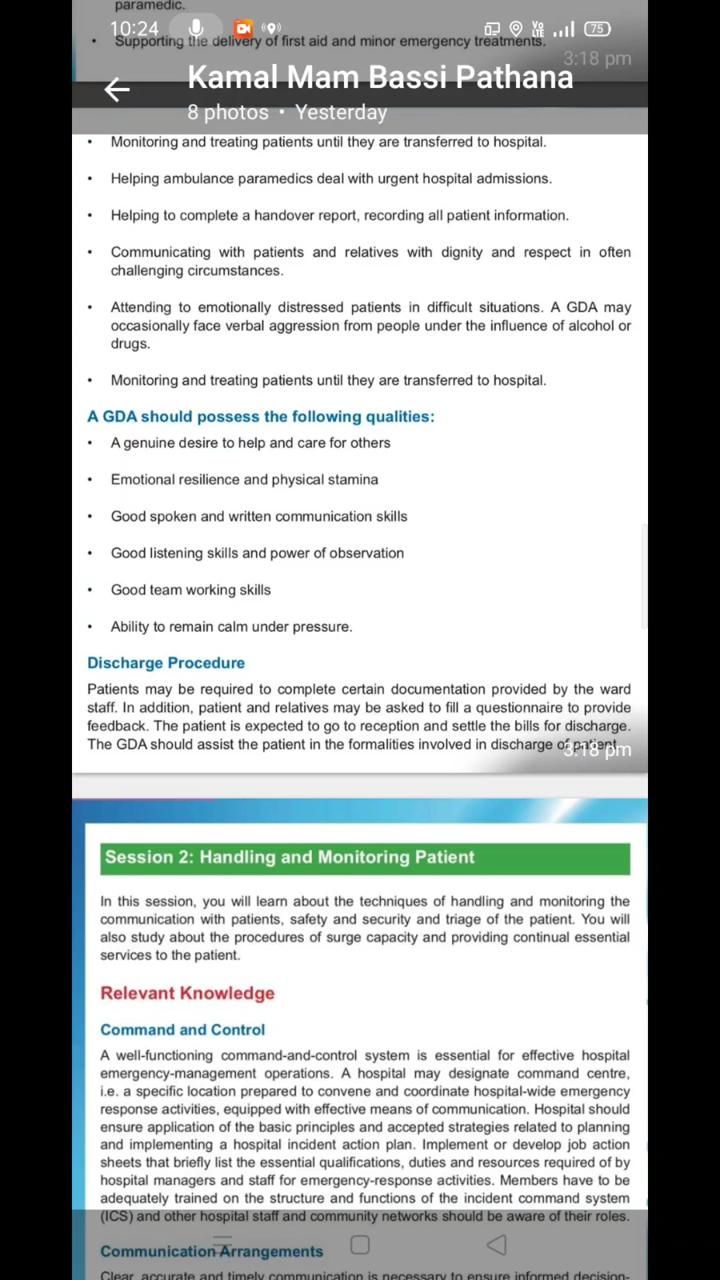 paramedic.
10:24
Vo LTE
75
• Supporting the delivery of first aid and minor emergency treatments.
3:18 pm
Kamal Mam Bassi Pathana
8 photos • Yesterday
• Monitoring and treating patients until they are transferred to hospital.
• Helping ambulance paramedics deal with urgent hospital admissions.
• Helping to complete a handover report, recording all patient information.
• Communicating with patients and relatives with dignity and respect in often
challenging circumstances.
• Attending to emotionally distressed patients in difficult situations. A GDA may
occasionally face verbal aggression from people under the influence of alcohol or
drugs.
• Monitoring and treating patients until they are transferred to hospital.
A GDA should possess the following qualities:
• A genuine desire to help and care for others
• Emotional resilience and physical stamina
• Good spoken and written communication skills
• Good listening skills and power of observation
• Good team working skills
• Ability to remain calm under pressure.
Discharge Procedure
Patients may be required to complete certain documentation provided by the ward
staff. In addition, patient and relatives may be asked to fill a questionnaire to provide
feedback. The patient is expected to go to reception and settle the bills for discharge.
The GDA should assist the patient in the formalities involved in discharge of patient.
3:18 pm
Session 2: Handling and Monitoring Patient
In this session, you will learn about the techniques of handling and monitoring the
communication with patients, safety and security and triage of the patient. You will
also study about the procedures of surge capacity and providing continual essential
services to the patient.
Relevant Knowledge
Command and Control
A well-functioning command-and-control system is essential for effective hospital
emergency-management operations. A hospital may designate command centre,
i.e. a specific location prepared to convene and coordinate hospital-wide emergency
response activities, equipped with effective means of communication. Hospital should
ensure application of the basic principles and accepted strategies related to planning
and implementing a hospital incident action plan. Implement or develop job action
sheets that briefly list the essential qualifications, duties and resources required of by
hospital managers and staff for emergency-response activities. Members have to be
adequately trained on the structure and functions of the incident command system
(ICS) and other hospital staff and community networks should be aware of their roles.
Communication Arrangements
Clear, accurate and timely communication is necessary to ensure informed decision-